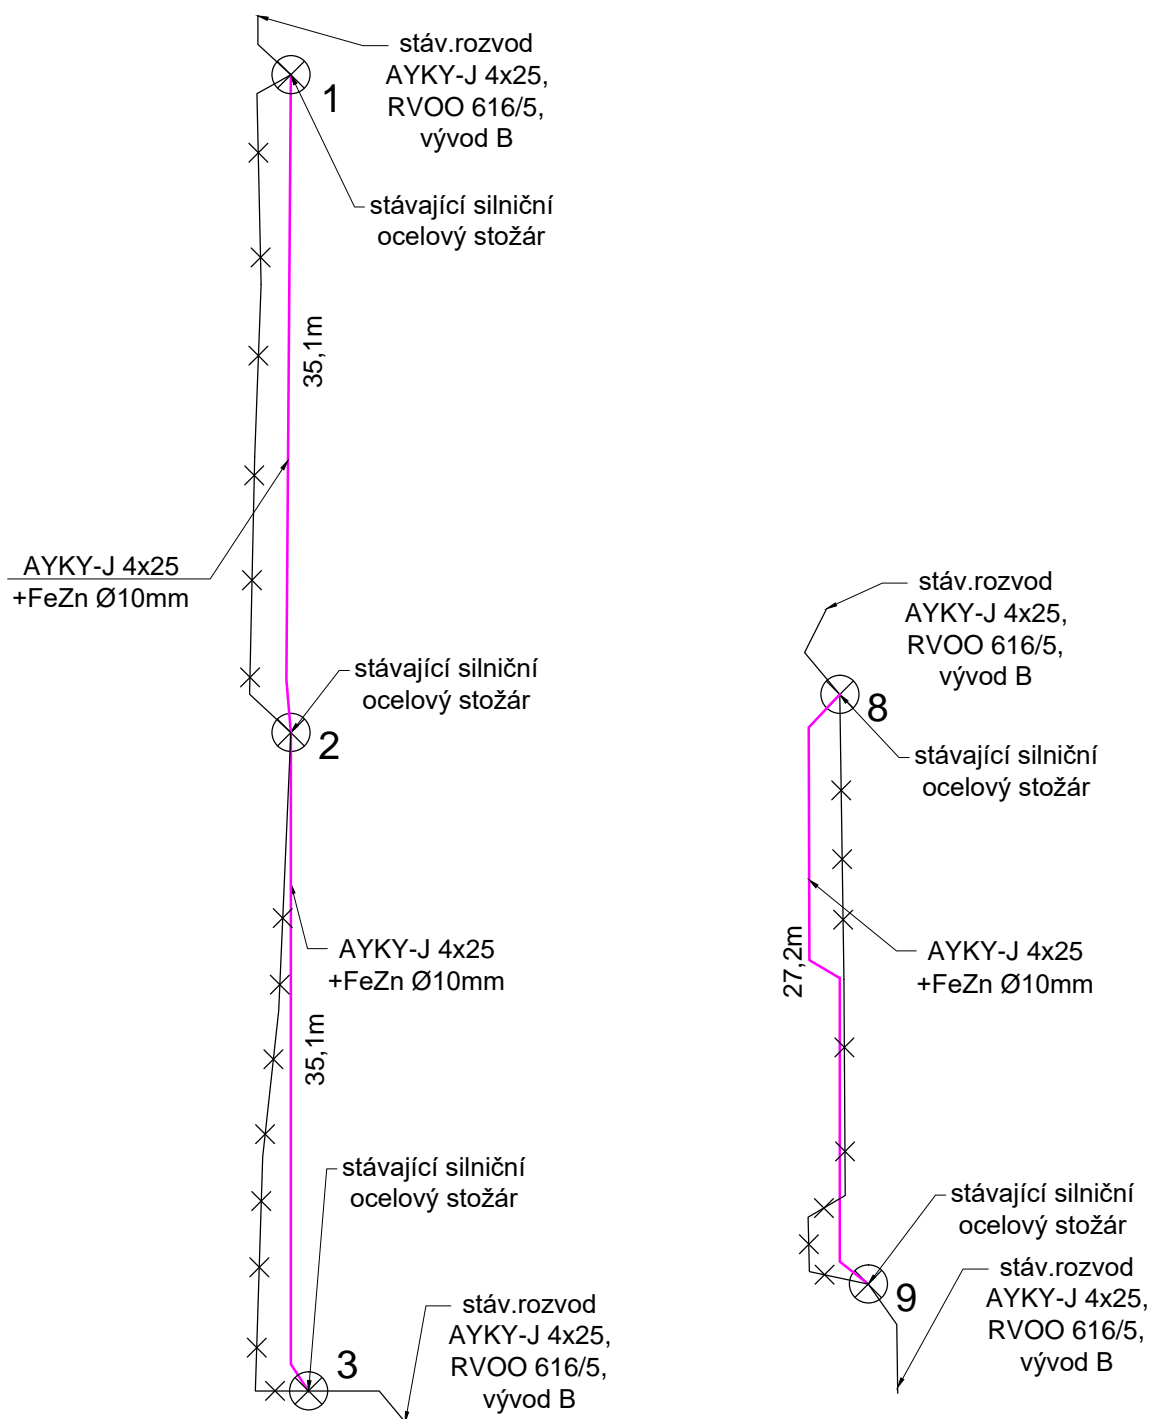 stáv.rozvod
AYKY-J 4x25,
RVOO 616/5,
vývod B
1
stávající silniční
ocelový stožár
35,1m
AYKY-J 4x25
+FeZn Ø10mm
stávající silniční
ocelový stožár
2
AYKY-J 4x25
+FeZn Ø10mm
35,1m
stávající silniční
ocelový stožár
3
stáv.rozvod
AYKY-J 4x25,
RVOO 616/5,
vývod B
stáv.rozvod
AYKY-J 4x25,
RVOO 616/5,
vývod B
8
stávající silniční
ocelový stožár
27,2m
AYKY-J 4x25
+FeZn Ø10mm
stávající silniční
ocelový stožár
9
stáv.rozvod
AYKY-J 4x25,
RVOO 616/5,
vývod B